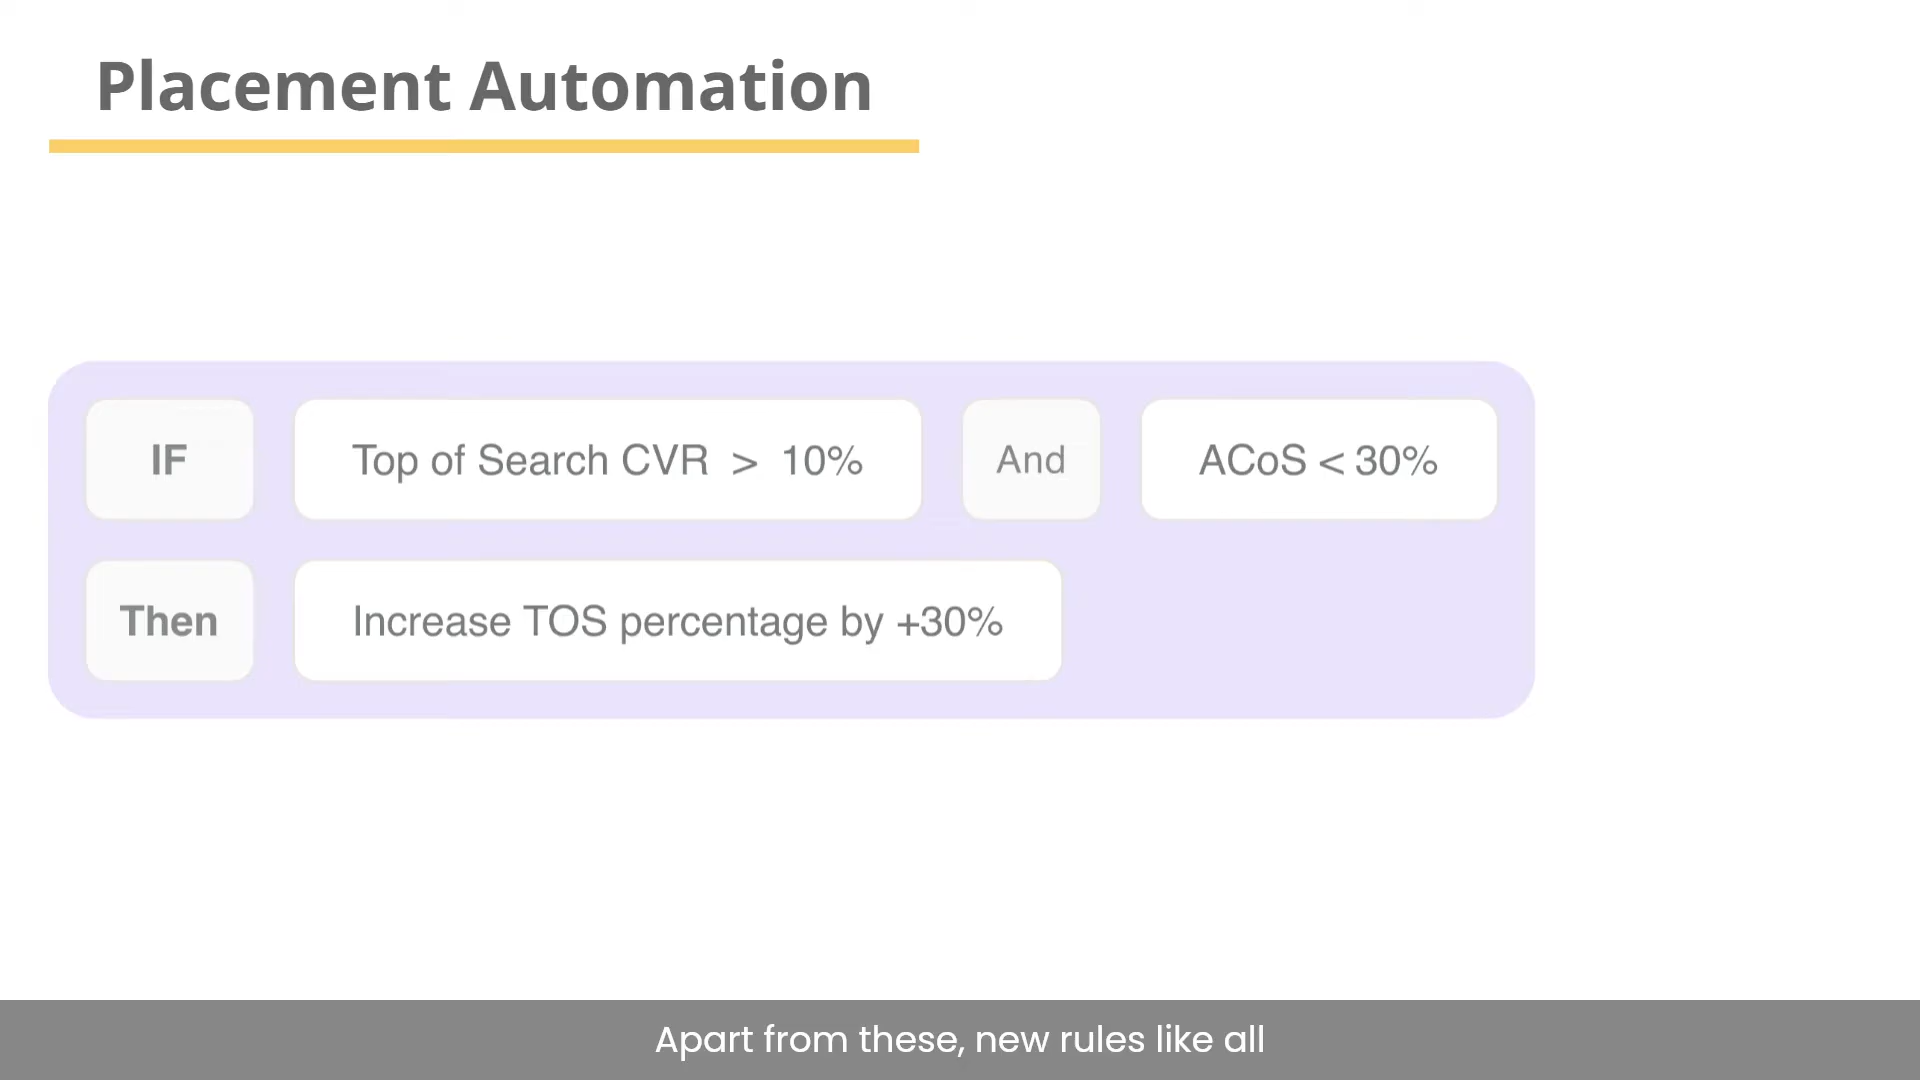 Placement Automation
IF Top of Search CVR > 10% And ACoS < 30%
Then Increase TOS percentage by +30%
Apart from these, new rules like all